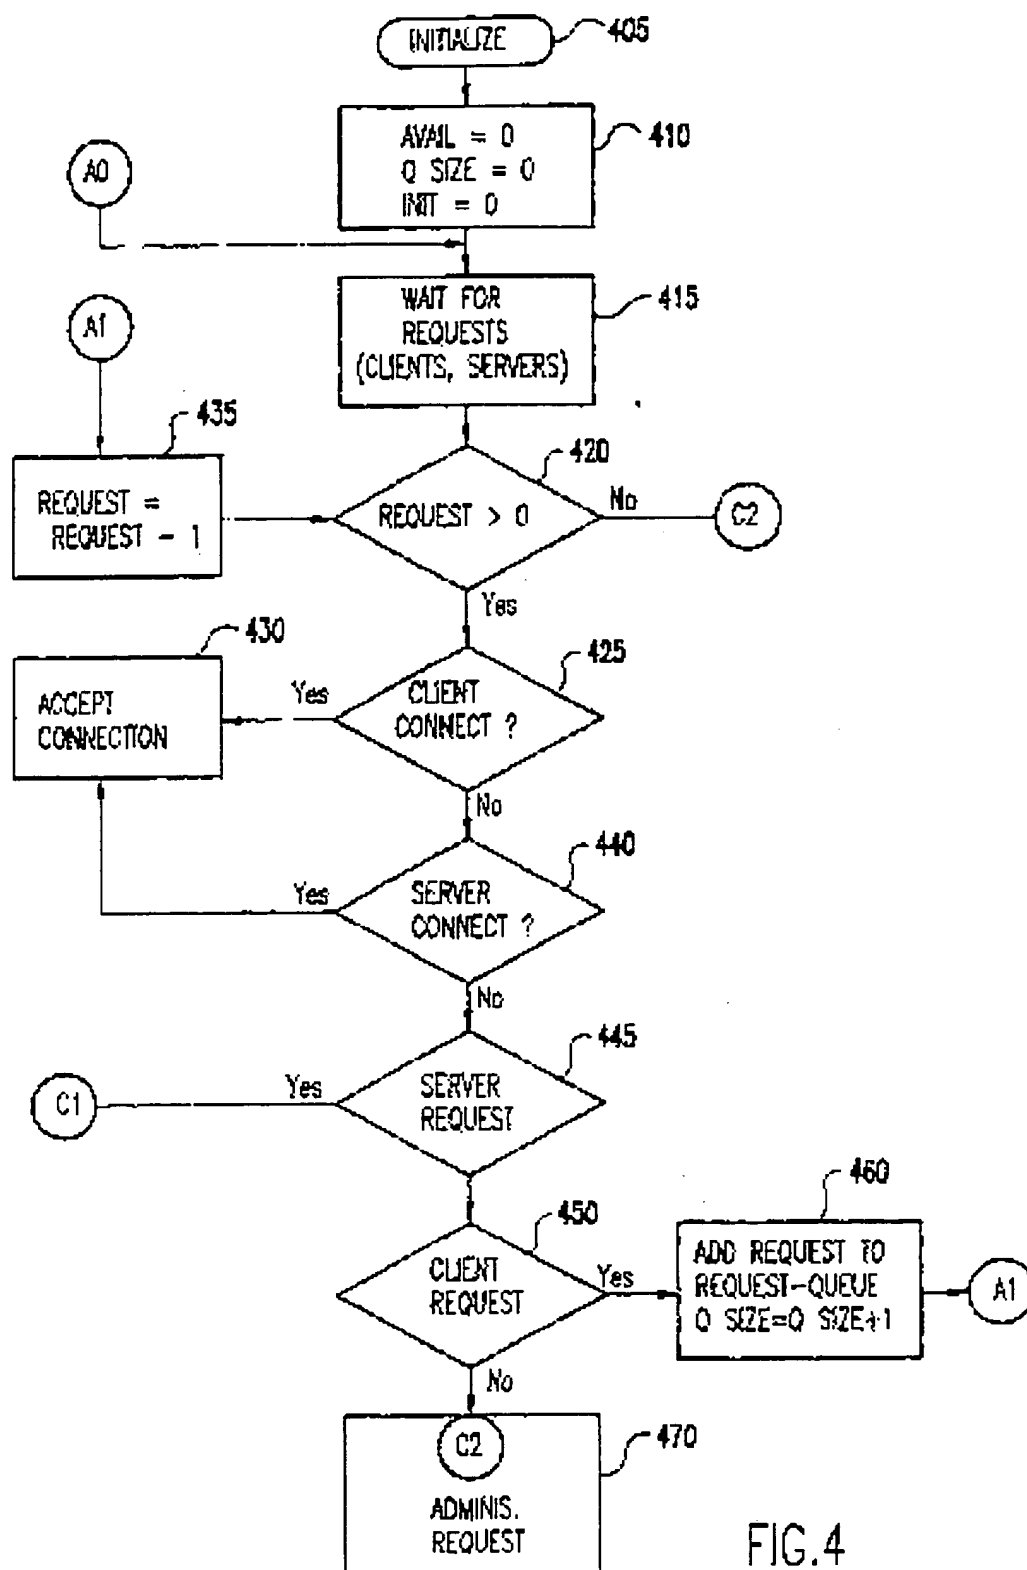 INITIALIZE
405
AVAIL = 0
Q SIZE = 0
INIT = 0
410
A0
WAIT FOR
REQUESTS
(CLIENTS, SERVERS)
415
A1
435
REQUEST =
REQUEST - 1
420
REQUEST > 0
No
C2
Yes
430
ACCEPT
CONNECTION
425
Yes
CLIENT
CONNECT ?
No
440
Yes
SERVER
CONNECT ?
No
445
C1
Yes
SERVER
REQUEST
450
CLIENT
REQUEST
Yes
460
ADD REQUEST TO
REQUEST-QUEUE
Q SIZE=Q SIZE+1
A1
No
C2
470
ADMINIS.
REQUEST
FIG.4